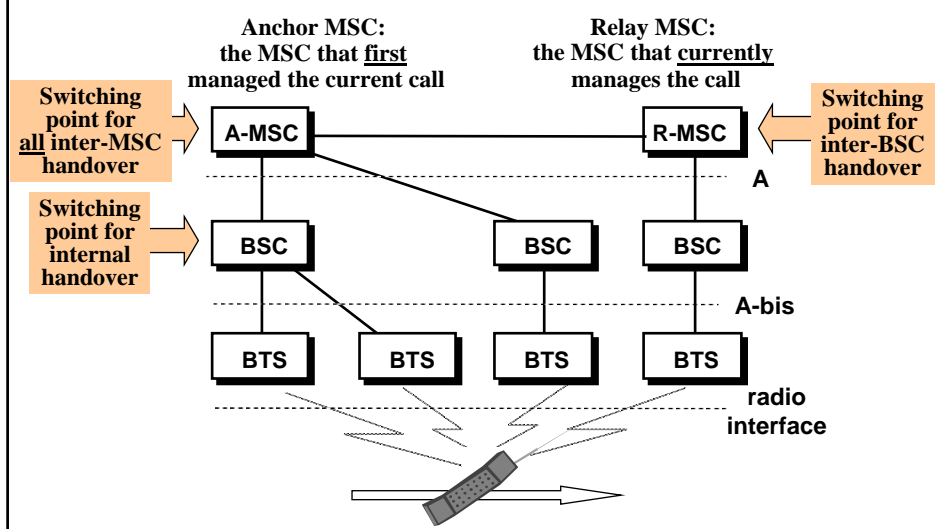 Anchor MSC:
the MSC that first
managed the current call
Relay MSC:
the MSC that currently
manages the call
Switching
point for
all inter-MSC
handover
A-MSC
R-MSC
Switching
point for
inter-BSC
handover
A
Switching
point for
internal
handover
BSC
BSC
BSC
A-bis
BTS
BTS
BTS
BTS
radio
interface